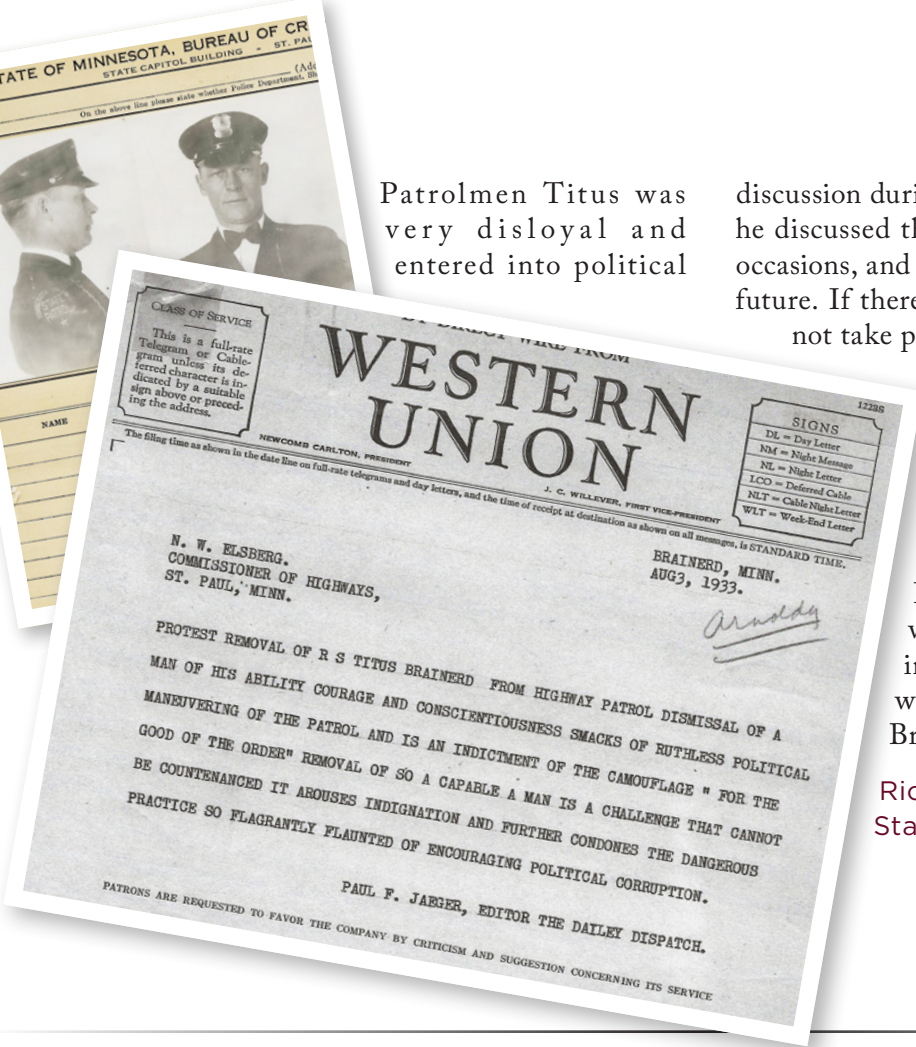 TATE OF MINNESOTA, BUREAU OF CR
STATE CAPITOL BUILDING - ST. PAU
(Add
On the above line please state whether Police Department, Sh
NAME
Patrolmen Titus was
very disloyal and
entered into political
discussion duri
he discussed th
occasions, and
future. If there
not take p
CLASS OF SERVICE
This is a full-rate
Telegram or Cable-
gram unless its de-
ferred character is in-
dicated by a suitable
sign above or preced-
ing the address.
BY DIRECT WIRE FROM
WESTERN
UNION
NEWCOMB CARLTON, PRESIDENT
J. C. WILLEVER, FIRST VICE-PRESIDENT
1228S
SIGNS
DL = Day Letter
NM = Night Message
NL = Night Letter
LCO = Deferred Cable
NLT = Cable Night Letter
WLT = Week-End Letter
The filing time as shown in the date line on full-rate telegrams and day letters, and the time of receipt at destination as shown on all messages, is STANDARD TIME.
N. W. ELSBERG.
COMMISSIONER OF HIGHWAYS,
ST. PAUL, MINN.
BRAINERD, MINN.
AUG3, 1933.
Arnoldy
PROTEST REMOVAL OF R S TITUS BRAINERD FROM HIGHWAY PATROL DISMISSAL OF A
MAN OF HIS ABILITY COURAGE AND CONSCIENTIOUSNESS SMACKS OF RUTHLESS POLITICAL
MANEUVERING OF THE PATROL AND IS AN INDICTMENT OF THE CAMOUFLAGE " FOR THE
GOOD OF THE ORDER" REMOVAL OF SO A CAPABLE A MAN IS A CHALLENGE THAT CANNOT
BE COUNTENANCED IT AROUSES INDIGNATION AND FURTHER CONDONES THE DANGEROUS
PRACTICE SO FLAGRANTLY FLAUNTED OF ENCOURAGING POLITICAL CORRUPTION.
PAUL F. JAEGER, EDITOR THE DAILEY DISPATCH.
PATRONS ARE REQUESTED TO FAVOR THE COMPANY BY CRITICISM AND SUGGESTION CONCERNING ITS SERVICE
in
w
Br
Ric
Sta